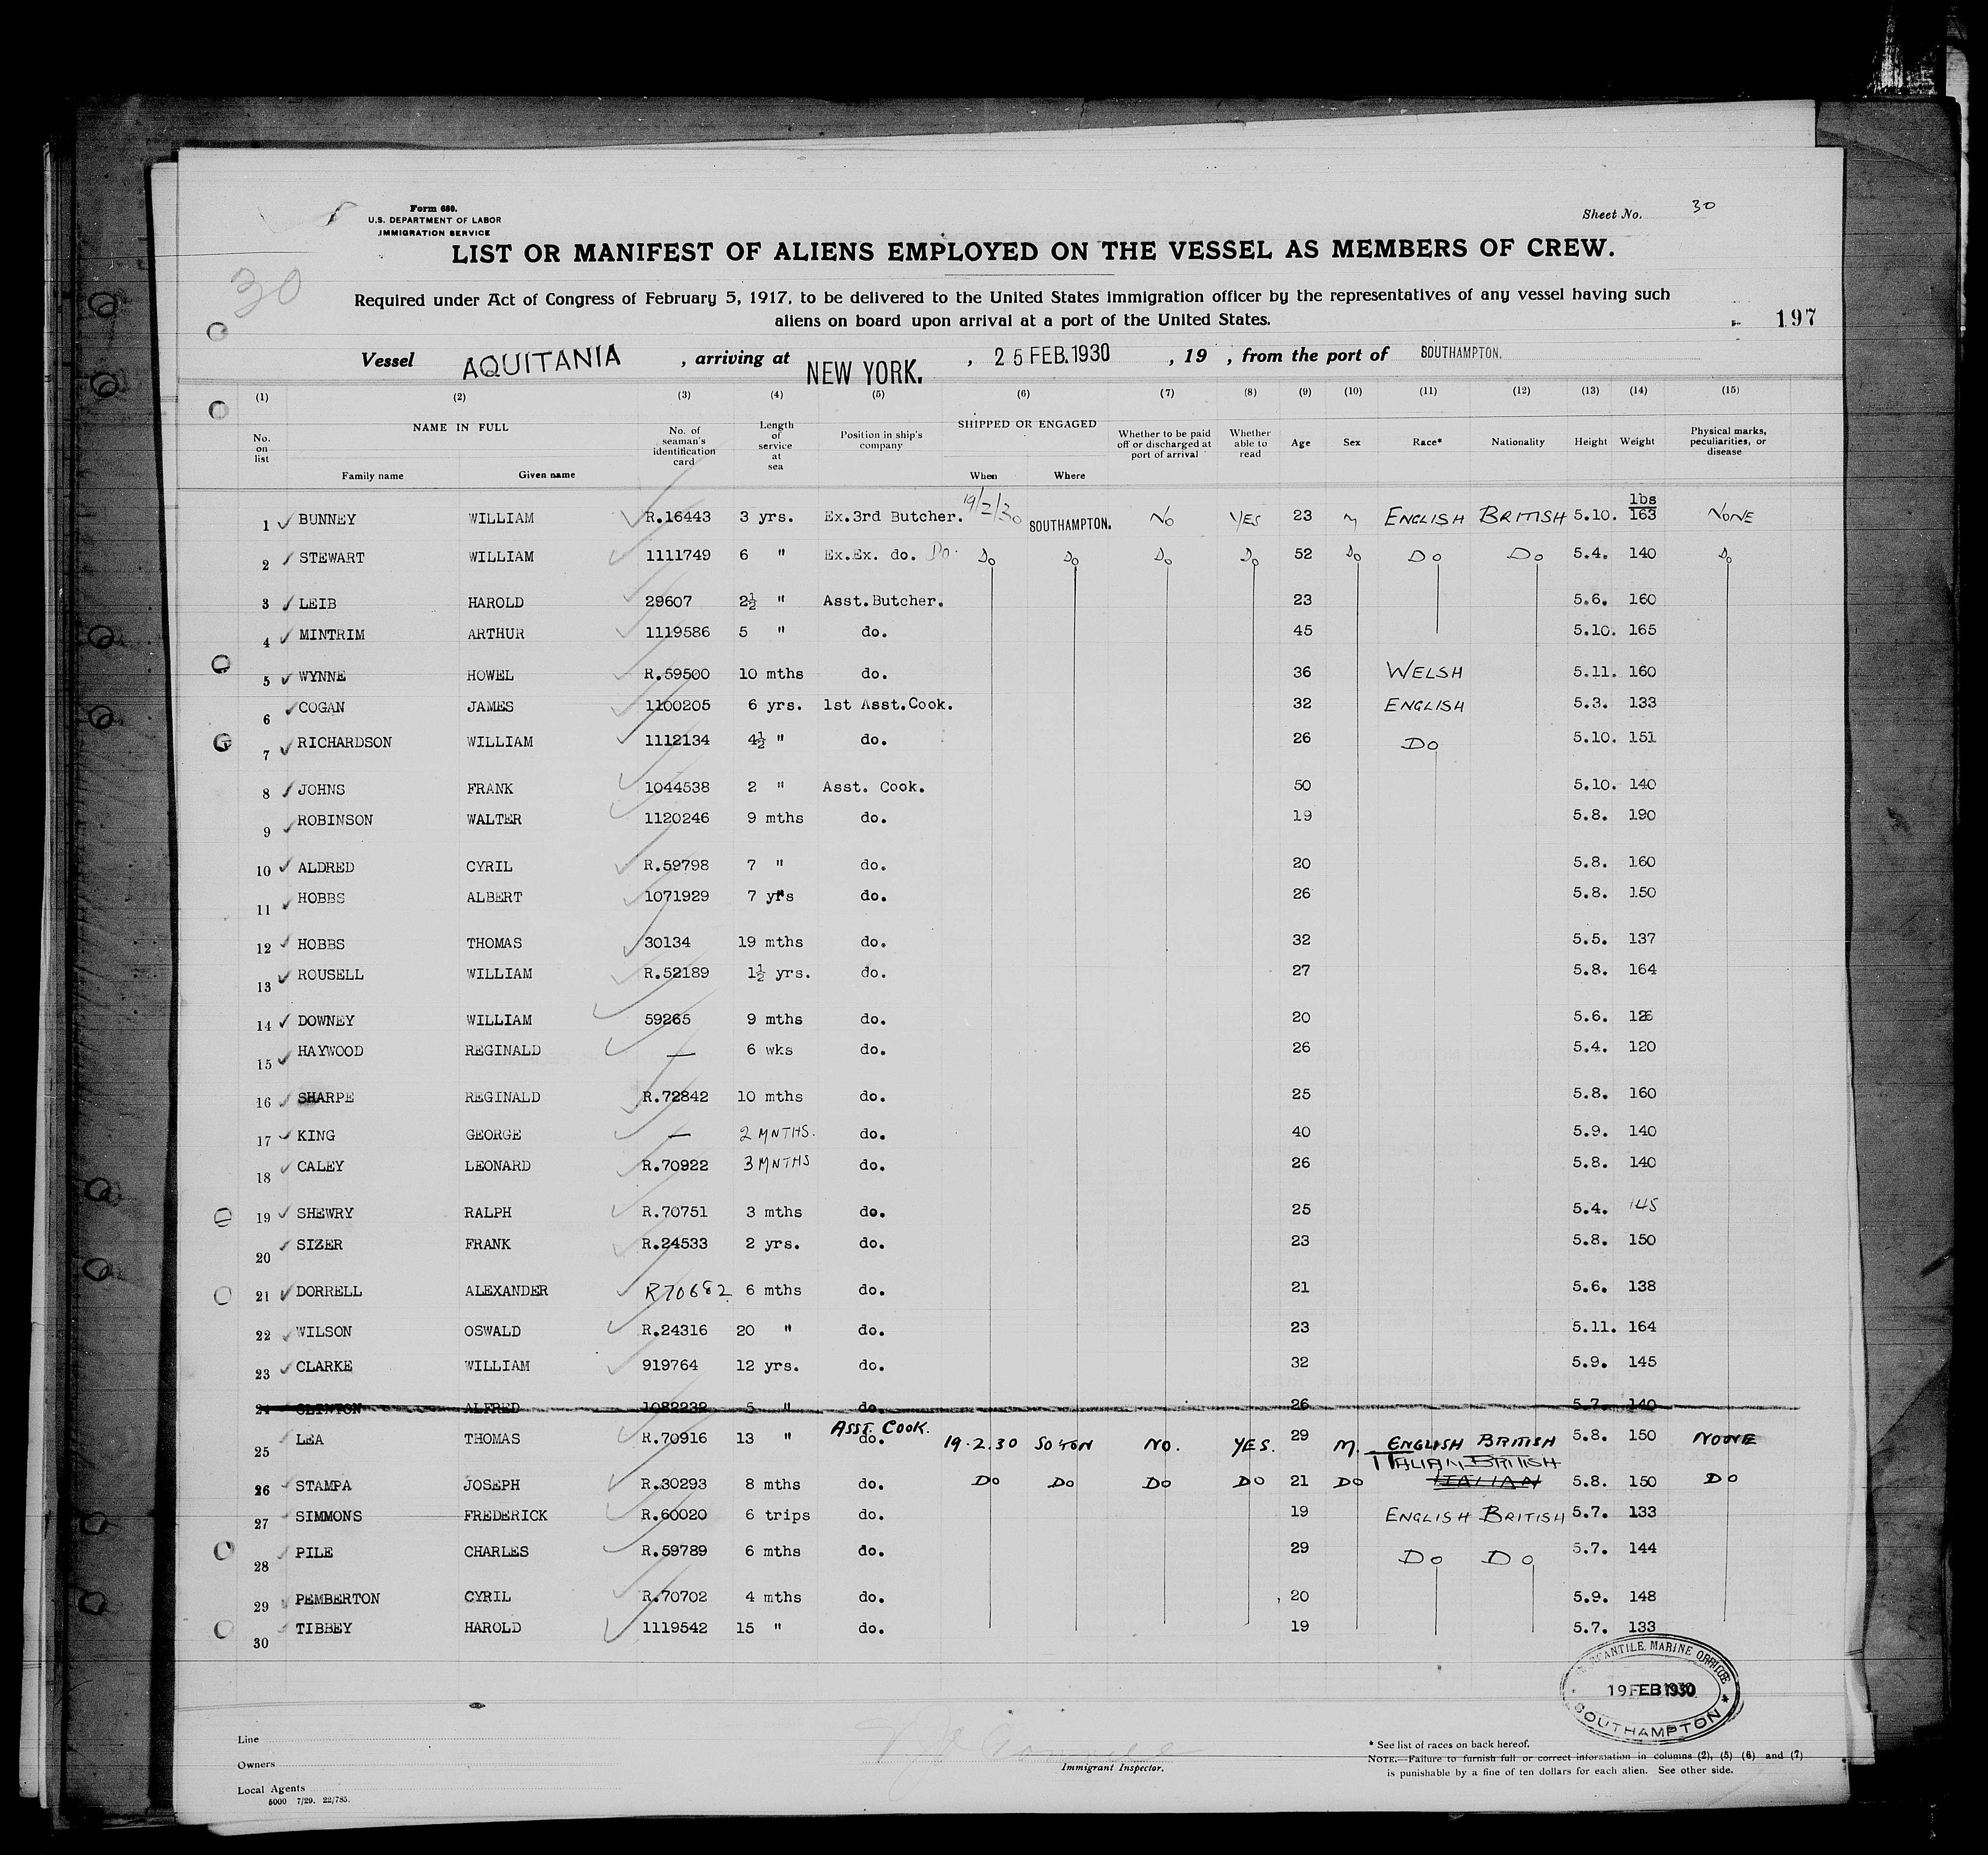 Form 680.
U.S. DEPARTMENT OF LABOR
IMMIGRATION SERVICE
Sheet No. 30
30
LIST OR MANIFEST OF ALIENS EMPLOYED ON THE VESSEL AS MEMBERS OF CREW.
Required under Act of Congress of February 5, 1917, to be delivered to the United States immigration officer by the representatives of any vessel having such
aliens on board upon arrival at a port of the United States.
197
Vessel AQUITANIA , arriving at NEW YORK. , 25 FEB. 1930 , 19 , from the port of SOUTHAMPTON.
(1) (2) (3) (4) (5) (6) (7) (8) (9) (10) (11) (12) (13) (14) (15)
No. on list NAME IN FULL Family name Given name No. of seaman's identification card Length of service at sea Position in ship's company SHIPPED OR ENGAGED When Where Whether to be paid off or discharged at port of arrival Whether able to read Age Sex Race* Nationality Height Weight Physical marks, peculiarities, or disease
lbs
1 BUNNEY WILLIAM R.16443 3 yrs. Ex.3rd Butcher. 19/2/30 SOUTHAMPTON. NO YES 23 M ENGLISH BRITISH 5.10. 163 NONE
2 STEWART WILLIAM 1111749 6 " Ex.Ex. do. Do. Do Do Do Do 52 Do Do Do 5.4. 140 Do
3 LEIB HAROLD 29607 2½ " Asst.Butcher. 23 5.6. 160
4 MINTRIM ARTHUR 1119586 5 " do. 45 5.10. 165
5 WYNNE HOWEL R.59500 10 mths do. 36 WELSH 5.11. 160
6 COGAN JAMES 1100205 6 yrs. 1st Asst.Cook. 32 ENGLISH 5.3. 133
7 RICHARDSON WILLIAM 1112134 4½ " do. 26 DO 5.10. 151
8 JOHNS FRANK 1044538 2 " Asst. Cook. 50 5.10. 140
9 ROBINSON WALTER 1120246 9 mths do. 19 5.8. 190
10 ALDRED CYRIL R.59798 7 " do. 20 5.8. 160
11 HOBBS ALBERT 1071929 7 yrs do. 26 5.8. 150
12 HOBBS THOMAS 30134 19 mths do. 32 5.5. 137
13 ROUSELL WILLIAM R.52189 1½ yrs. do. 27 5.8. 164
14 DOWNEY WILLIAM 59265 9 mths do. 20 5.6. 126
15 HAYWOOD REGINALD — 6 wks do. 26 5.4. 120
16 SHARPE REGINALD R.72842 10 mths do. 25 5.8. 160
17 KING GEORGE — 2 MNTHS. do. 40 5.9. 140
18 CALEY LEONARD R.70922 3 MNTHS do. 26 5.8. 140
19 SHEWRY RALPH R.70751 3 mths do. 25 5.4. 145
20 SIZER FRANK R.24533 2 yrs. do. 23 5.8. 150
21 DORRELL ALEXANDER R70682 6 mths do. 21 5.6. 138
22 WILSON OSWALD R.24316 20 " do. 23 5.11. 164
23 CLARKE WILLIAM 919764 12 yrs. do. 32 5.9. 145
24 CLINTON ALFRED 1082232 5 " do. 26 5.7. 140
ASST. COOK.
25 LEA THOMAS R.70916 13 " do. 19.2.30 SO'TON NO. YES. 29 M. ENGLISH BRITISH 5.8. 150 NONE
ITALIAN BRITISH
26 STAMPA JOSEPH R.30293 8 mths do. DO DO DO DO 21 DO ITALIAN 5.8. 150 DO
27 SIMMONS FREDERICK R.60020 6 trips do. 19 ENGLISH BRITISH 5.7. 133
28 PILE CHARLES R.59789 6 mths do. 29 DO DO 5.7. 144
29 PEMBERTON CYRIL R.70702 4 mths do. 20 5.9. 148
30 TIBBEY HAROLD 1119542 15 " do. 19 5.7. 133
MERCANTILE MARINE OFFICE
19 FEB 1930
SOUTHAMPTON
Line
Owners
Local Agents
5000 7/29. 22/785.
Immigrant Inspector.
* See list of races on back hereof.
NOTE.—Failure to furnish full or correct information in columns (2), (5) (6) and (7)
is punishable by a fine of ten dollars for each alien. See other side.